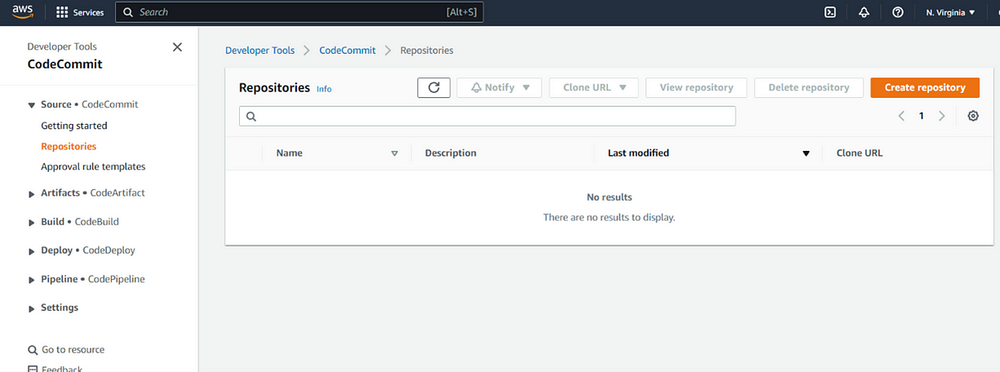 aws Services Search [Alt+S] N. Virginia
Developer Tools
CodeCommit
Source • CodeCommit
Getting started
Repositories
Approval rule templates
Artifacts • CodeArtifact
Build • CodeBuild
Deploy • CodeDeploy
Pipeline • CodePipeline
Settings
Go to resource
Feedback
Developer Tools CodeCommit Repositories
Repositories Info Notify Clone URL View repository Delete repository Create repository
1
Name Description Last modified Clone URL
No results
There are no results to display.